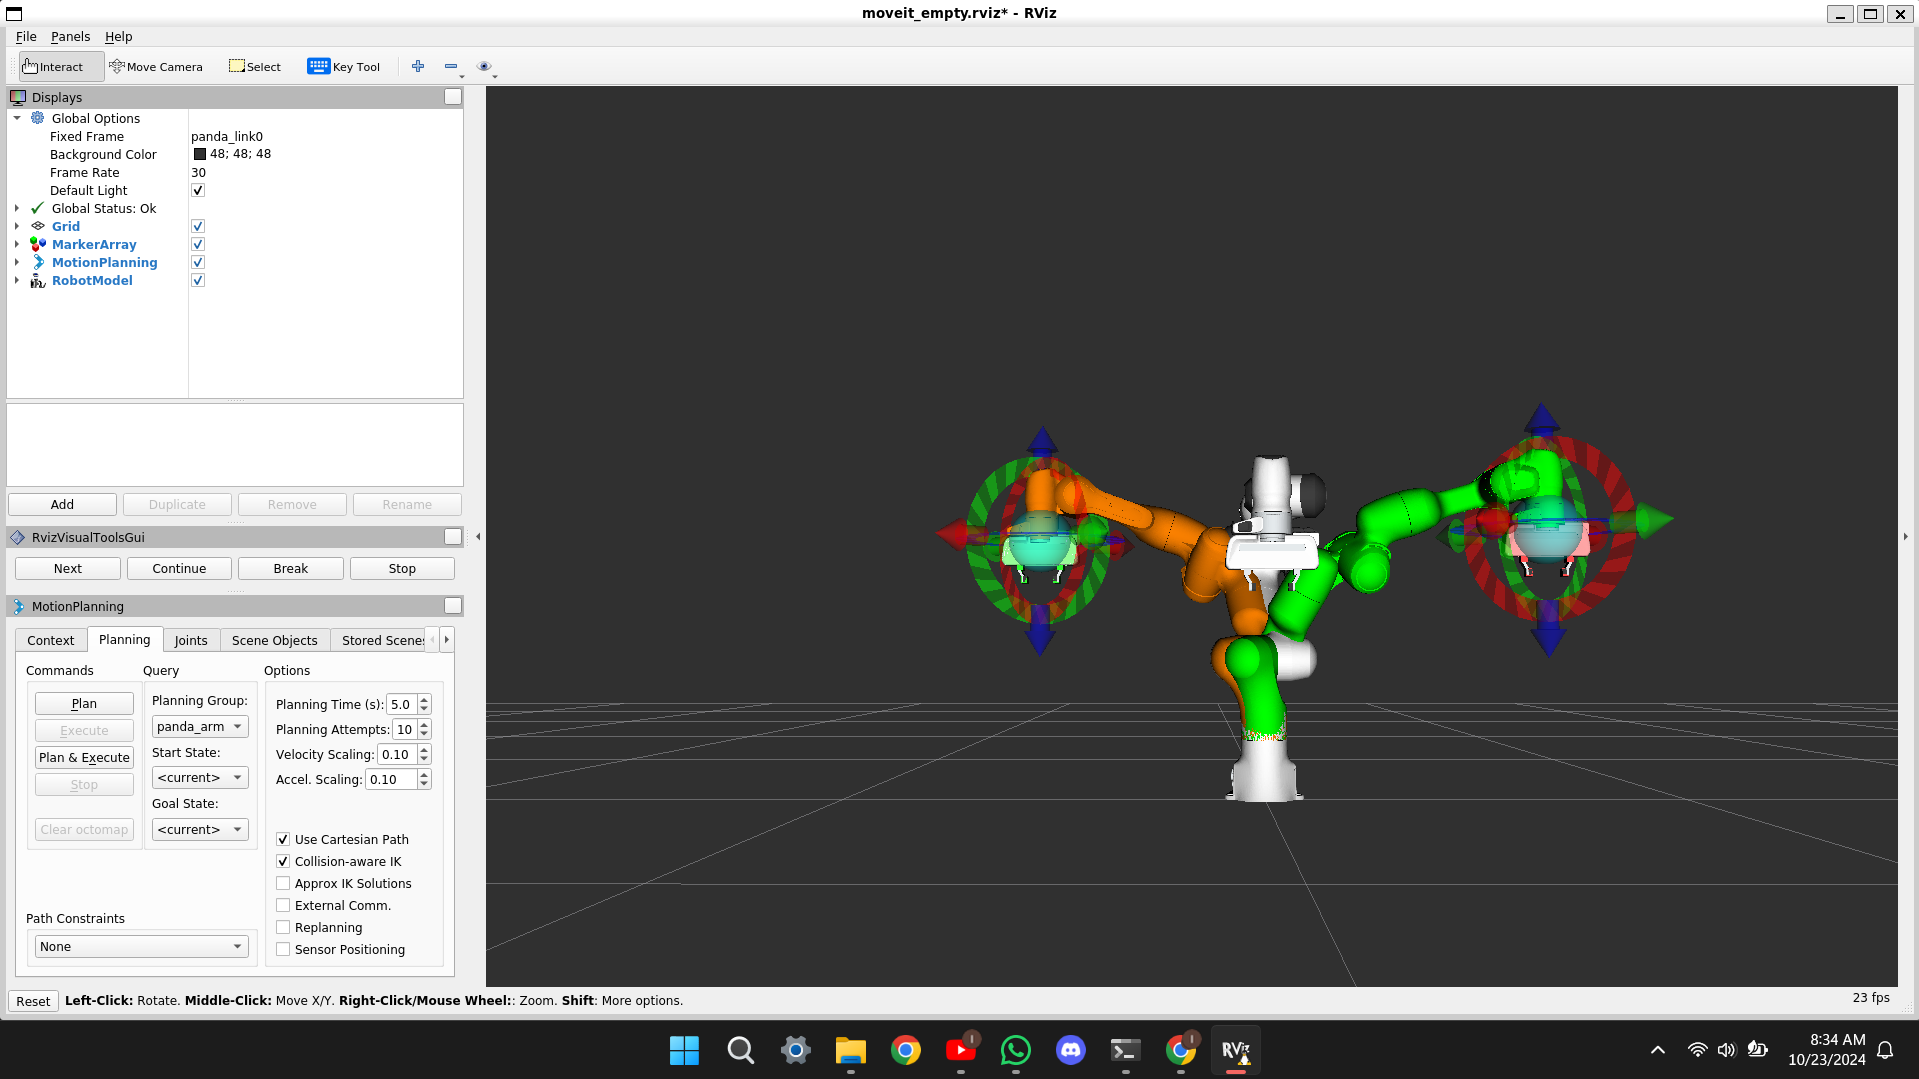 moveit_empty.rviz* - RViz
File Panels Help
Interact Move Camera Select Key Tool
Displays
Global Options
Fixed Frame panda_link0
Background Color 48; 48; 48
Frame Rate 30
Default Light
Global Status: Ok
Grid
MarkerArray
MotionPlanning
RobotModel
Add Duplicate Remove Rename
RvizVisualToolsGui
Next Continue Break Stop
MotionPlanning
Context Planning Joints Scene Objects Stored Scenes
Commands Query Options
Plan
Execute
Plan & Execute
Stop
Clear octomap
Planning Group:
panda_arm
Start State:
<current>
Goal State:
<current>
Planning Time (s): 5.0
Planning Attempts: 10
Velocity Scaling: 0.10
Accel. Scaling: 0.10
Use Cartesian Path
Collision-aware IK
Approx IK Solutions
External Comm.
Replanning
Sensor Positioning
Path Constraints
None
Reset Left-Click: Rotate. Middle-Click: Move X/Y. Right-Click/Mouse Wheel:: Zoom. Shift: More options.
23 fps
RViz
8:34 AM
10/23/2024